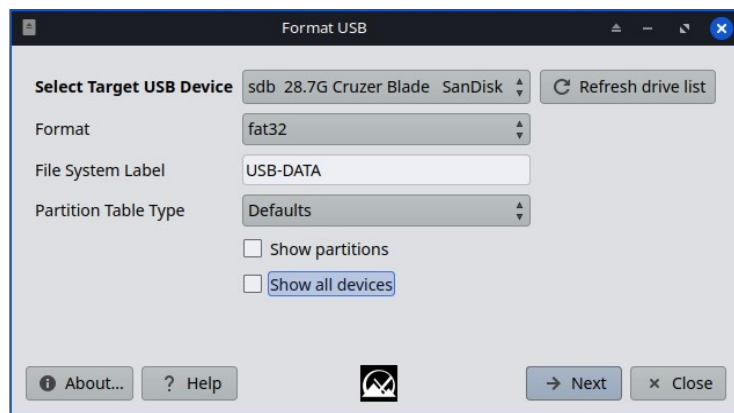 Format USB
Select Target USB Device sdb 28.7G Cruzer Blade SanDisk Refresh drive list
Format fat32
File System Label USB-DATA
Partition Table Type Defaults
Show partitions
Show all devices
About... ? Help Next Close